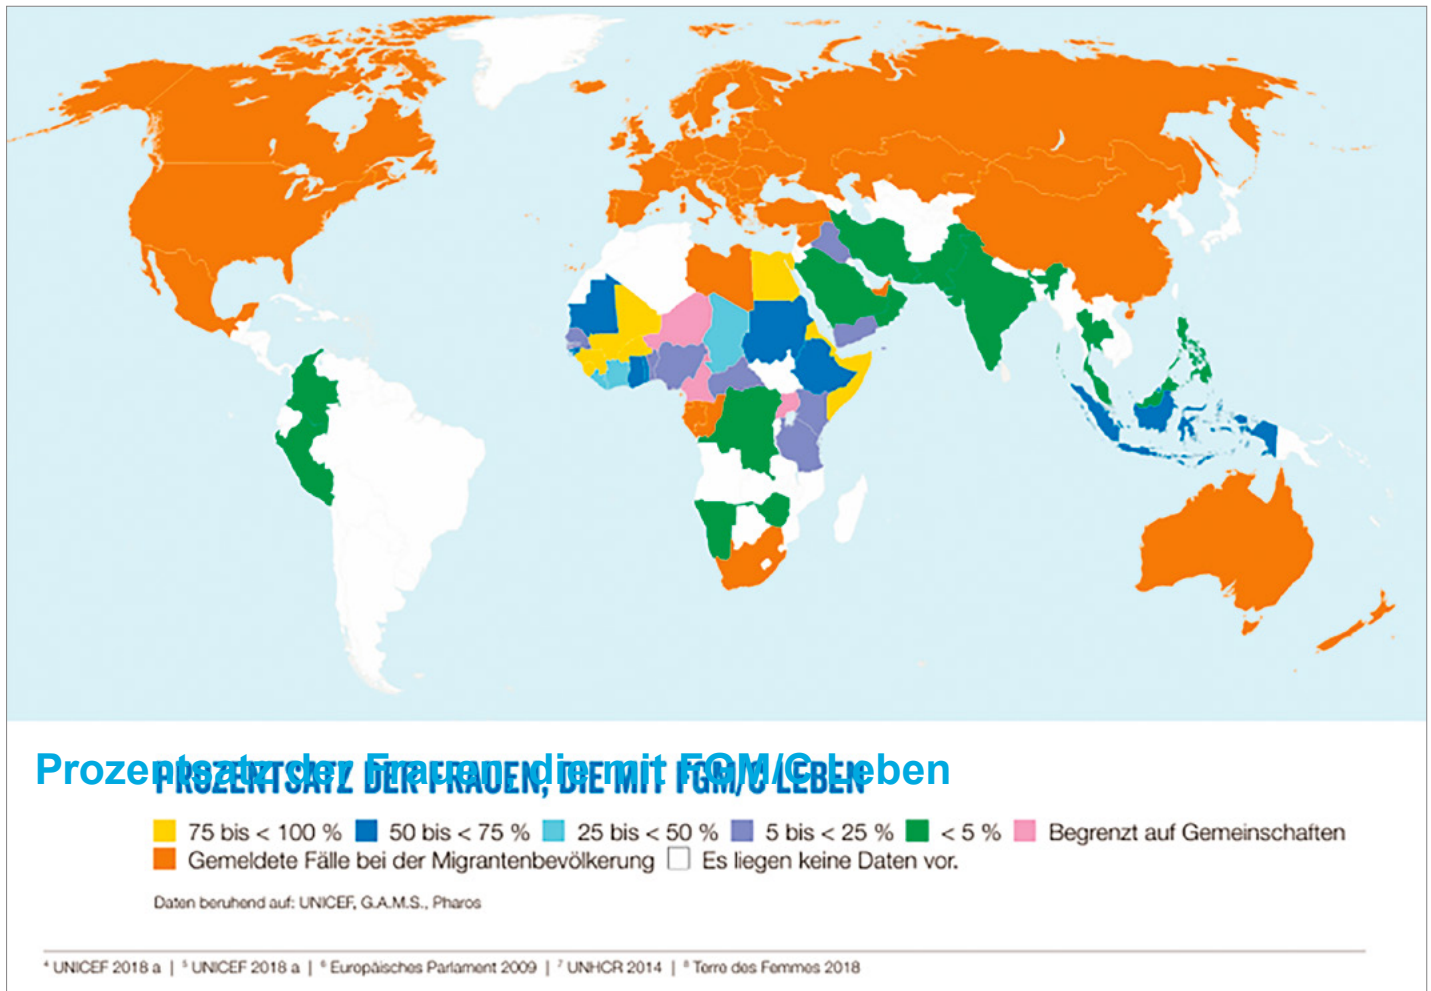 Prozentsatz der Frauen, die mit FGM/C Leben
PROZENTSATZ DER FRAUEN, DIE MIT FGM/C LEBEN
75 bis < 100 % 50 bis < 75 % 25 bis < 50 % 5 bis < 25 % < 5 % Begrenzt auf Gemeinschaften
Gemeldete Fälle bei der Migrantenbevölkerung Es liegen keine Daten vor.
Daten beruhend auf: UNICEF, G.A.M.S., Pharos
⁴ UNICEF 2018 a | ⁵ UNICEF 2018 a | ⁶ Europäisches Parlament 2009 | ⁷ UNHCR 2014 | ⁸ Terre des Femmes 2018